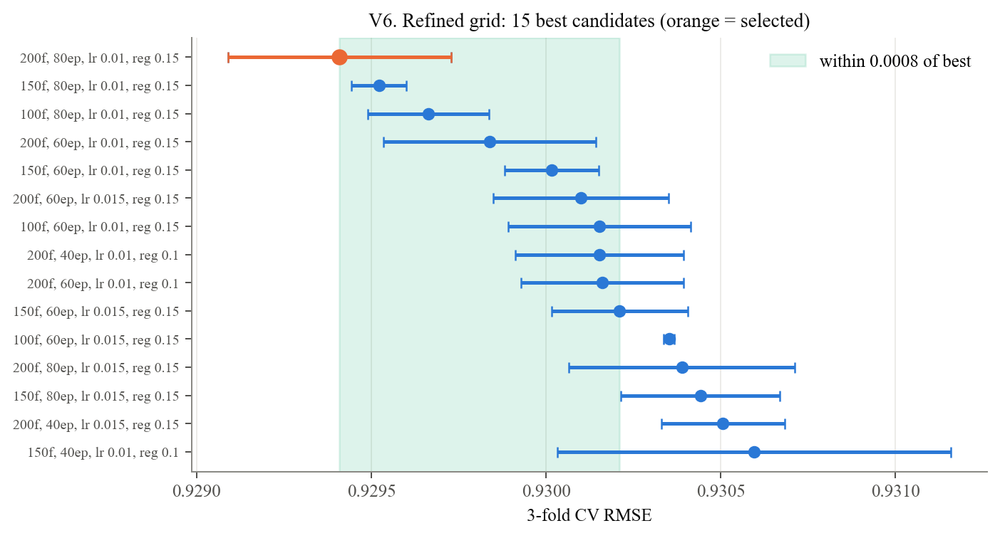 V6. Refined grid: 15 best candidates (orange = selected)
within 0.0008 of best
200f, 80ep, lr 0.01, reg 0.15
150f, 80ep, lr 0.01, reg 0.15
100f, 80ep, lr 0.01, reg 0.15
200f, 60ep, lr 0.01, reg 0.15
150f, 60ep, lr 0.01, reg 0.15
200f, 60ep, lr 0.015, reg 0.15
100f, 60ep, lr 0.01, reg 0.15
200f, 40ep, lr 0.01, reg 0.1
200f, 60ep, lr 0.01, reg 0.1
150f, 60ep, lr 0.015, reg 0.15
100f, 60ep, lr 0.015, reg 0.15
200f, 80ep, lr 0.015, reg 0.15
150f, 80ep, lr 0.015, reg 0.15
200f, 40ep, lr 0.015, reg 0.15
150f, 40ep, lr 0.01, reg 0.1
0.9290 0.9295 0.9300 0.9305 0.9310
3-fold CV RMSE